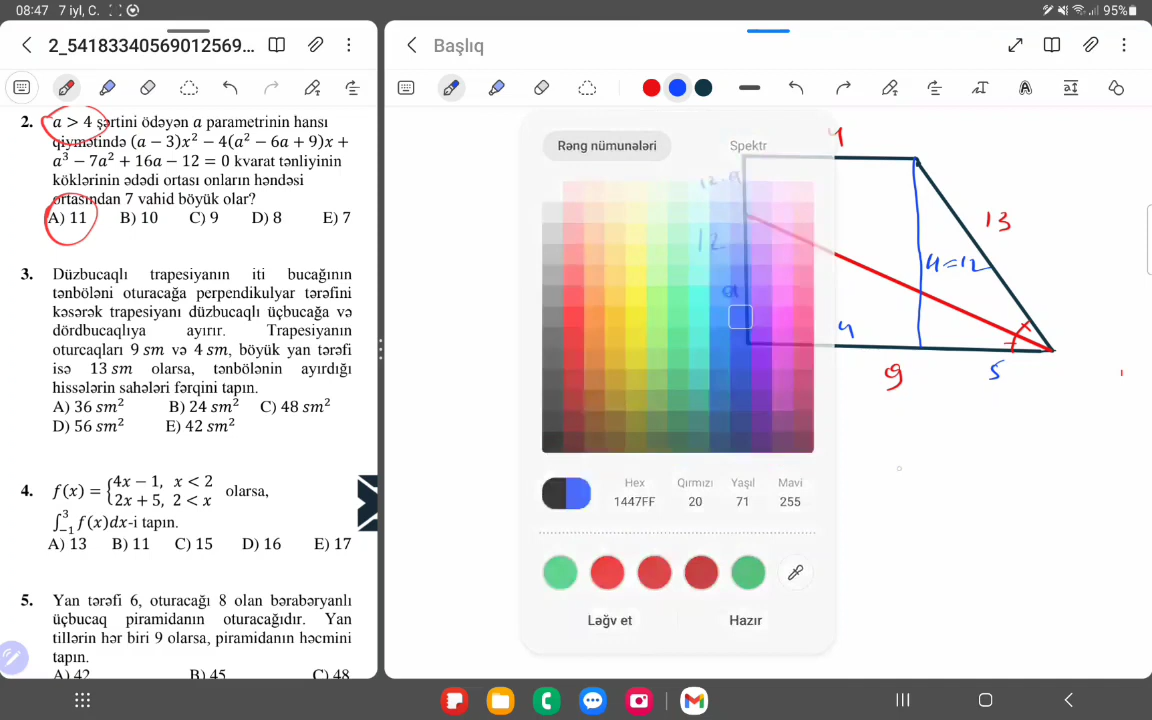 08:47 7 iyl, C. 95%
2_54183340569012569...
Başlıq
2. a > 4 şərtini ödəyən a parametrinin hansı
qiymətində (a − 3)x² − 4(a² − 6a + 9)x +
a³ − 7a² + 16a − 12 = 0 kvarat tənliyinin
köklərinin ədədi ortası onların həndəsi
ortasından 7 vahid böyük olar?
A) 11 B) 10 C) 9 D) 8 E) 7
3. Düzbucaqlı trapesiyanın iti bucağının
tənböləni oturacağa perpendikulyar tərəfini
kəsərək trapesiyanı düzbucaqlı üçbucağa və
dördbucaqlıya ayırır. Trapesiyanın
oturcaqları 9 sm və 4 sm, böyük yan tərəfi
isə 13 sm olarsa, tənbölənin ayırdığı
hissələrin sahələri fərqini tapın.
A) 36 sm² B) 24 sm² C) 48 sm²
D) 56 sm² E) 42 sm²
4. f(x) = {4x − 1, x < 2
2x + 5, 2 < x olarsa,
∫₋₁³ f(x)dx-i tapın.
A) 13 B) 11 C) 15 D) 16 E) 17
5. Yan tərəfi 6, oturacağı 8 olan bərabəryanlı
üçbucaq piramidanın oturacağıdır. Yan
tillərin hər biri 9 olarsa, piramidanın həcmini
tapın.
A) 42 B) 45 C) 48
Rəng nümunələri Spektr
Hex Qırmızı Yaşıl Mavi
1447FF 20 71 255
Ləğv et Hazır
4
12-a
12
a
13
4=12
4
9
5